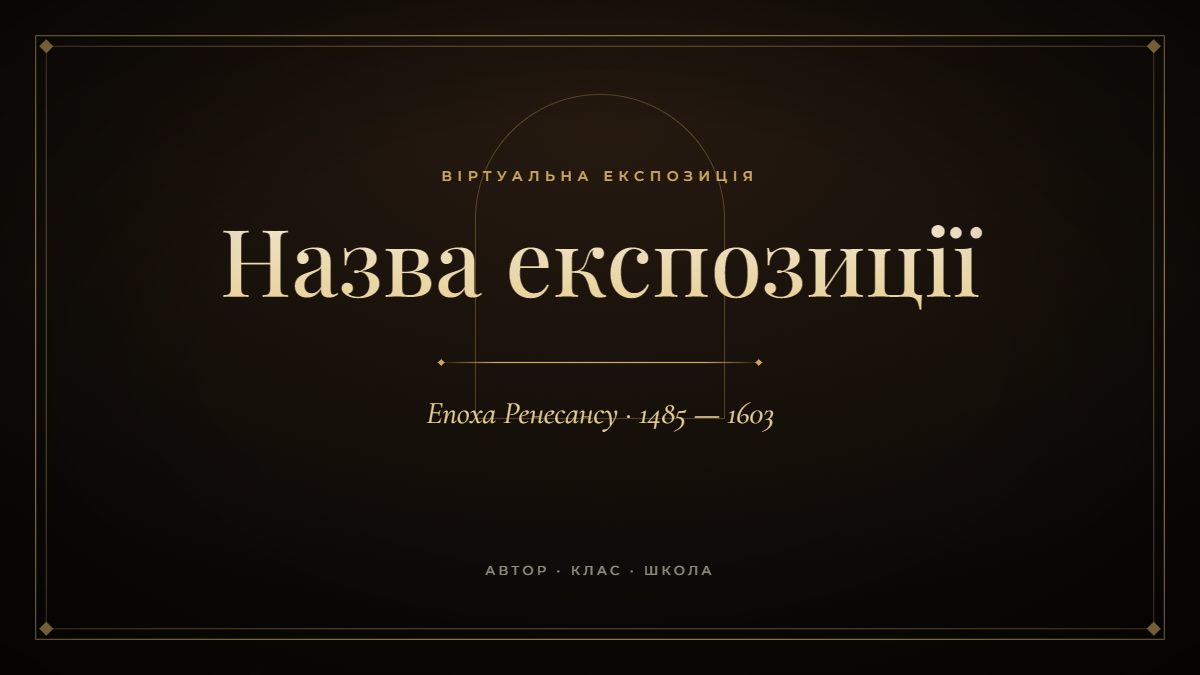 ВІРТУАЛЬНА ЕКСПОЗИЦІЯ
Назва експозиції
Епоха Ренесансу · 1485 — 1603
АВТОР · КЛАС · ШКОЛА